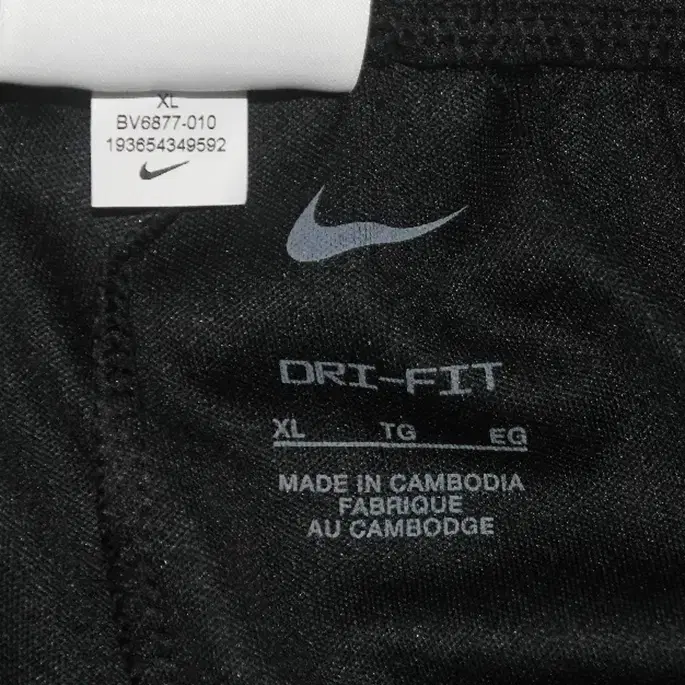 XL
BV6877-010
193654349592
DRI-FIT
XL TG EG
MADE IN CAMBODIA
FABRIQUE
AU CAMBODGE